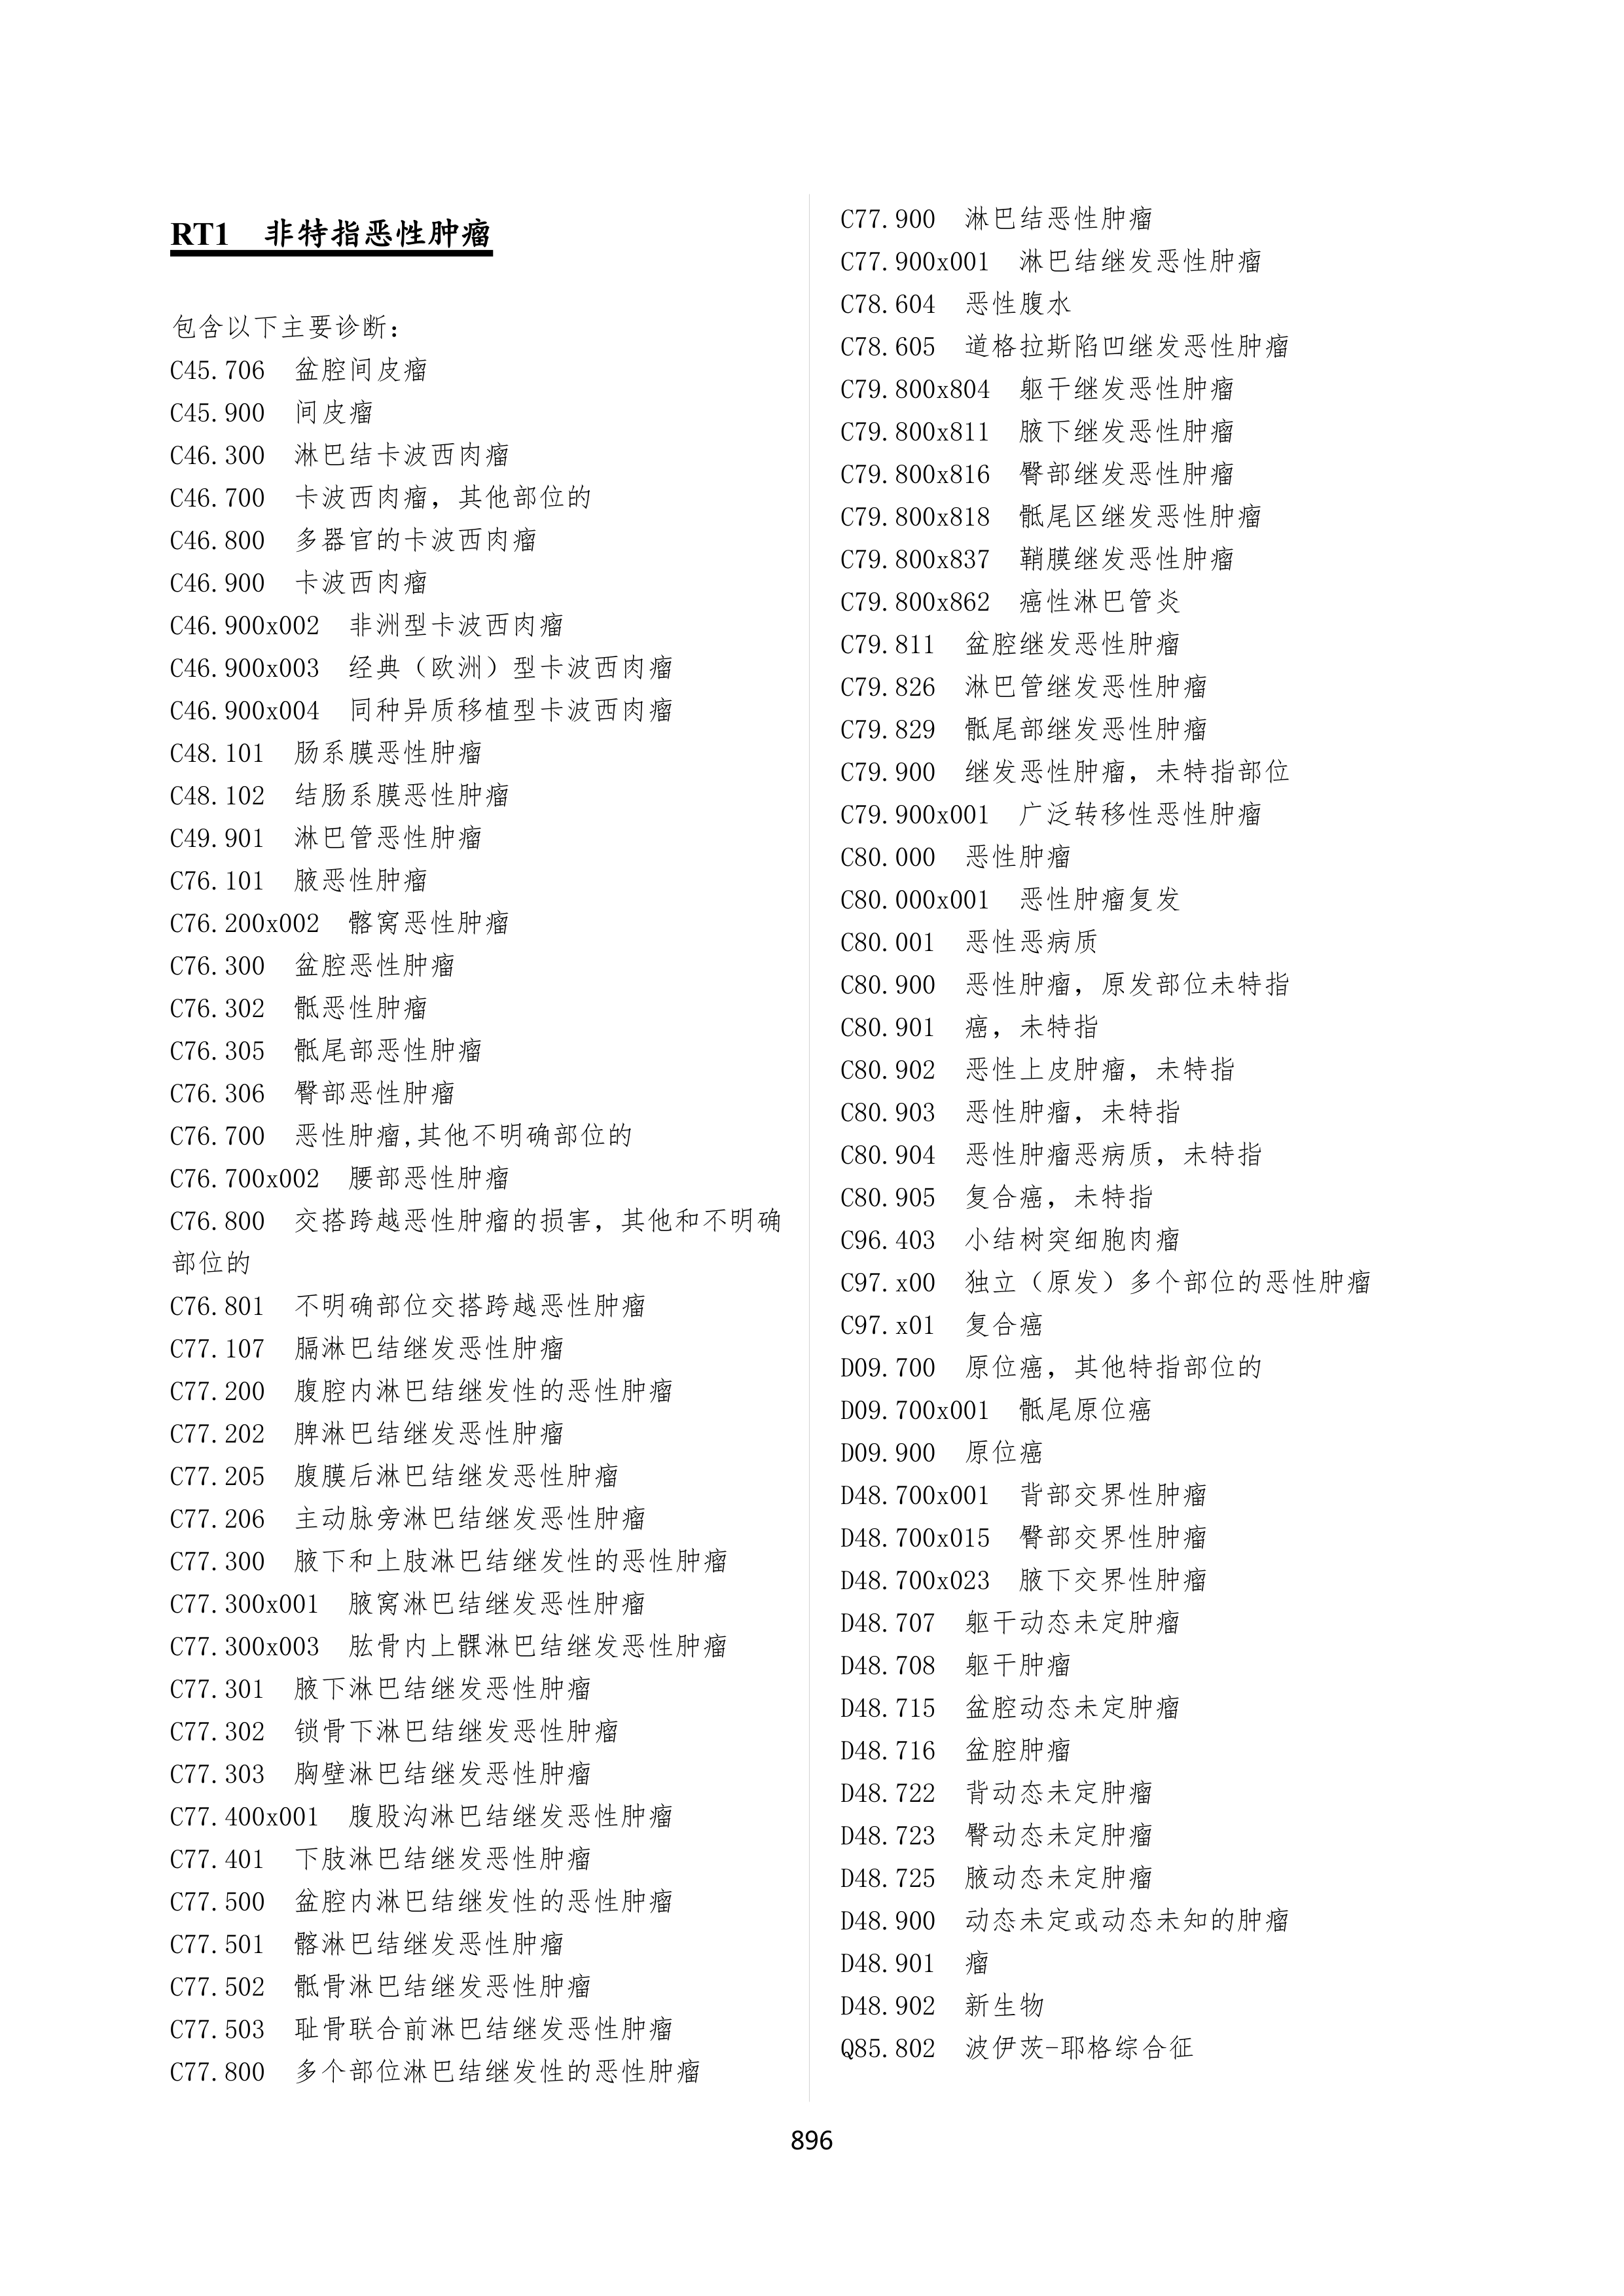 RT1 非特指恶性肿瘤
包含以下主要诊断：
C45.706 盆腔间皮瘤
C45.900 间皮瘤
C46.300 淋巴结卡波西肉瘤
C46.700 卡波西肉瘤，其他部位的
C46.800 多器官的卡波西肉瘤
C46.900 卡波西肉瘤
C46.900x002 非洲型卡波西肉瘤
C46.900x003 经典（欧洲）型卡波西肉瘤
C46.900x004 同种异质移植型卡波西肉瘤
C48.101 肠系膜恶性肿瘤
C48.102 结肠系膜恶性肿瘤
C49.901 淋巴管恶性肿瘤
C76.101 腋恶性肿瘤
C76.200x002 髂窝恶性肿瘤
C76.300 盆腔恶性肿瘤
C76.302 骶恶性肿瘤
C76.305 骶尾部恶性肿瘤
C76.306 臀部恶性肿瘤
C76.700 恶性肿瘤,其他不明确部位的
C76.700x002 腰部恶性肿瘤
C76.800 交搭跨越恶性肿瘤的损害，其他和不明确
部位的
C76.801 不明确部位交搭跨越恶性肿瘤
C77.107 膈淋巴结继发恶性肿瘤
C77.200 腹腔内淋巴结继发性的恶性肿瘤
C77.202 脾淋巴结继发恶性肿瘤
C77.205 腹膜后淋巴结继发恶性肿瘤
C77.206 主动脉旁淋巴结继发恶性肿瘤
C77.300 腋下和上肢淋巴结继发性的恶性肿瘤
C77.300x001 腋窝淋巴结继发恶性肿瘤
C77.300x003 肱骨内上髁淋巴结继发恶性肿瘤
C77.301 腋下淋巴结继发恶性肿瘤
C77.302 锁骨下淋巴结继发恶性肿瘤
C77.303 胸壁淋巴结继发恶性肿瘤
C77.400x001 腹股沟淋巴结继发恶性肿瘤
C77.401 下肢淋巴结继发恶性肿瘤
C77.500 盆腔内淋巴结继发性的恶性肿瘤
C77.501 髂淋巴结继发恶性肿瘤
C77.502 骶骨淋巴结继发恶性肿瘤
C77.503 耻骨联合前淋巴结继发恶性肿瘤
C77.800 多个部位淋巴结继发性的恶性肿瘤
C77.900 淋巴结恶性肿瘤
C77.900x001 淋巴结继发恶性肿瘤
C78.604 恶性腹水
C78.605 道格拉斯陷凹继发恶性肿瘤
C79.800x804 躯干继发恶性肿瘤
C79.800x811 腋下继发恶性肿瘤
C79.800x816 臀部继发恶性肿瘤
C79.800x818 骶尾区继发恶性肿瘤
C79.800x837 鞘膜继发恶性肿瘤
C79.800x862 癌性淋巴管炎
C79.811 盆腔继发恶性肿瘤
C79.826 淋巴管继发恶性肿瘤
C79.829 骶尾部继发恶性肿瘤
C79.900 继发恶性肿瘤，未特指部位
C79.900x001 广泛转移性恶性肿瘤
C80.000 恶性肿瘤
C80.000x001 恶性肿瘤复发
C80.001 恶性恶病质
C80.900 恶性肿瘤，原发部位未特指
C80.901 癌，未特指
C80.902 恶性上皮肿瘤，未特指
C80.903 恶性肿瘤，未特指
C80.904 恶性肿瘤恶病质，未特指
C80.905 复合癌，未特指
C96.403 小结树突细胞肉瘤
C97.x00 独立（原发）多个部位的恶性肿瘤
C97.x01 复合癌
D09.700 原位癌，其他特指部位的
D09.700x001 骶尾原位癌
D09.900 原位癌
D48.700x001 背部交界性肿瘤
D48.700x015 臀部交界性肿瘤
D48.700x023 腋下交界性肿瘤
D48.707 躯干动态未定肿瘤
D48.708 躯干肿瘤
D48.715 盆腔动态未定肿瘤
D48.716 盆腔肿瘤
D48.722 背动态未定肿瘤
D48.723 臀动态未定肿瘤
D48.725 腋动态未定肿瘤
D48.900 动态未定或动态未知的肿瘤
D48.901 瘤
D48.902 新生物
Q85.802 波伊茨-耶格综合征
896